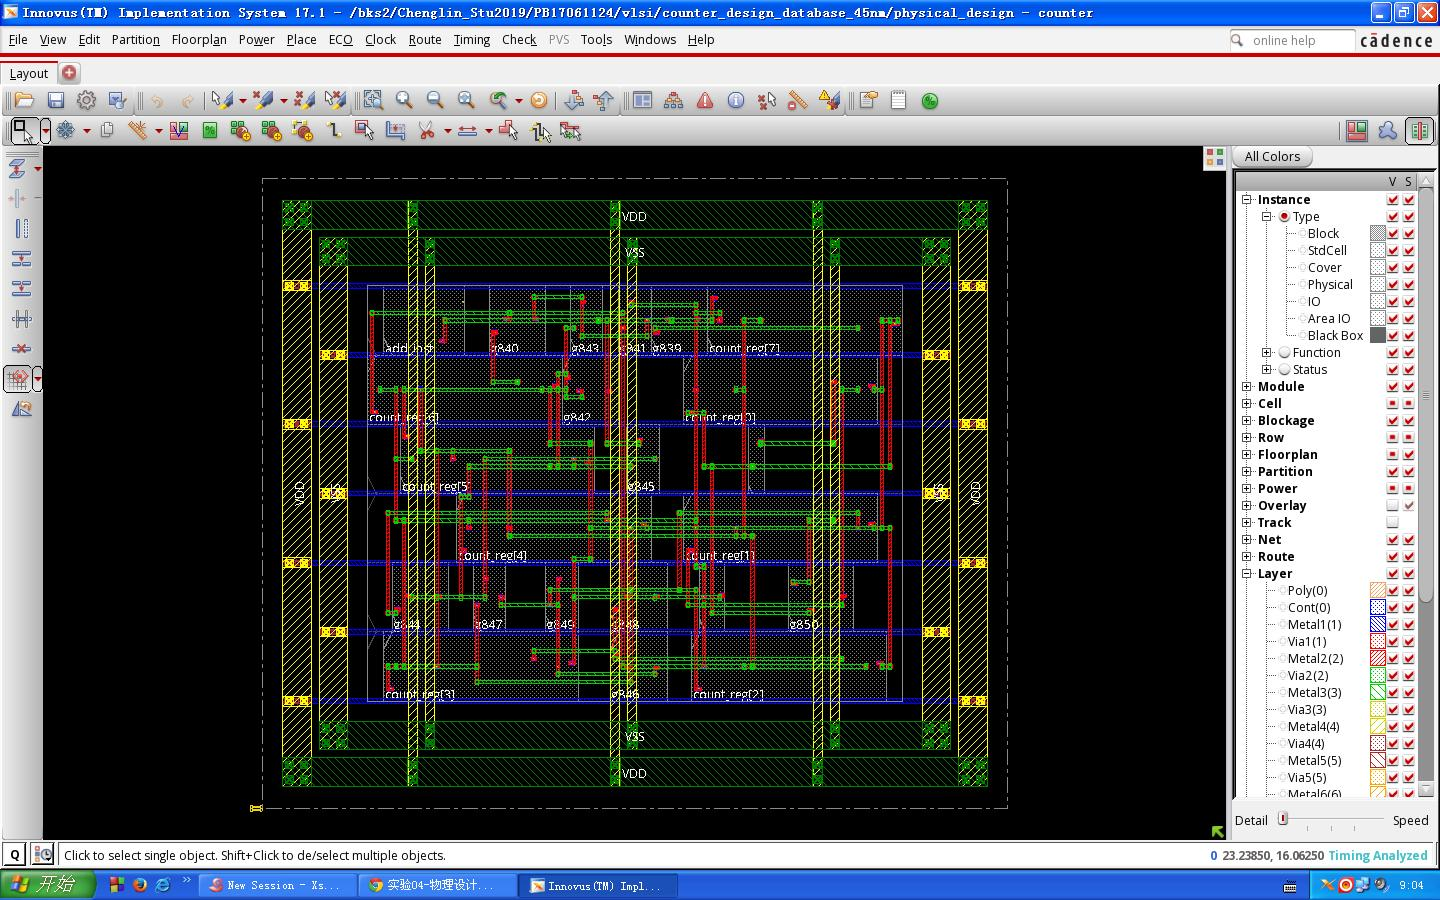 Innovus(TM) Implementation System 17.1 - /bks2/Chenglin_Stu2019/PB17061124/vlsi/counter_design_database_45nm/physical_design - counter
File View Edit Partition Floorplan Power Place ECO Clock Route Timing Check PVS Tools Windows Help
online help
cādence
Layout
All Colors
V S
Instance
Type
Block
StdCell
Cover
Physical
IO
Area IO
Black Box
Function
Status
Module
Cell
Blockage
Row
Floorplan
Partition
Power
Overlay
Track
Net
Route
Layer
Poly(0)
Cont(0)
Metal1(1)
Via1(1)
Metal2(2)
Via2(2)
Metal3(3)
Via3(3)
Metal4(4)
Via4(4)
Metal5(5)
Via5(5)
Metal6(6)
Detail Speed
VDD
VSS
g840 g843 g841 g839 count_reg[7]
g842
g845
VDD VDD
count_reg[4] count_reg[1]
g847 g849 g850
count_reg[3] g846 count_reg[2]
VSS
VDD
Q Click to select single object. Shift+Click to de/select multiple objects.
0 23.23850, 16.06250 Timing Analyzed
开始 » New Session - Xs... 实验04-物理设计... Innovus(TM) Impl... 9:04